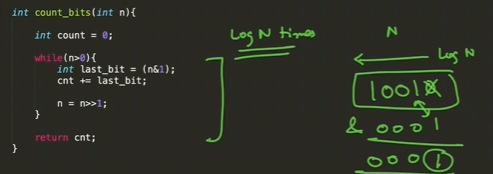 int count_bits(int n){
int count = 0;
while(n>0){
int last_bit = (n&1);
cnt += last_bit;
n = n>>1;
}
return cnt;
}
Log N times
N
log N
1001
& 0001
0001